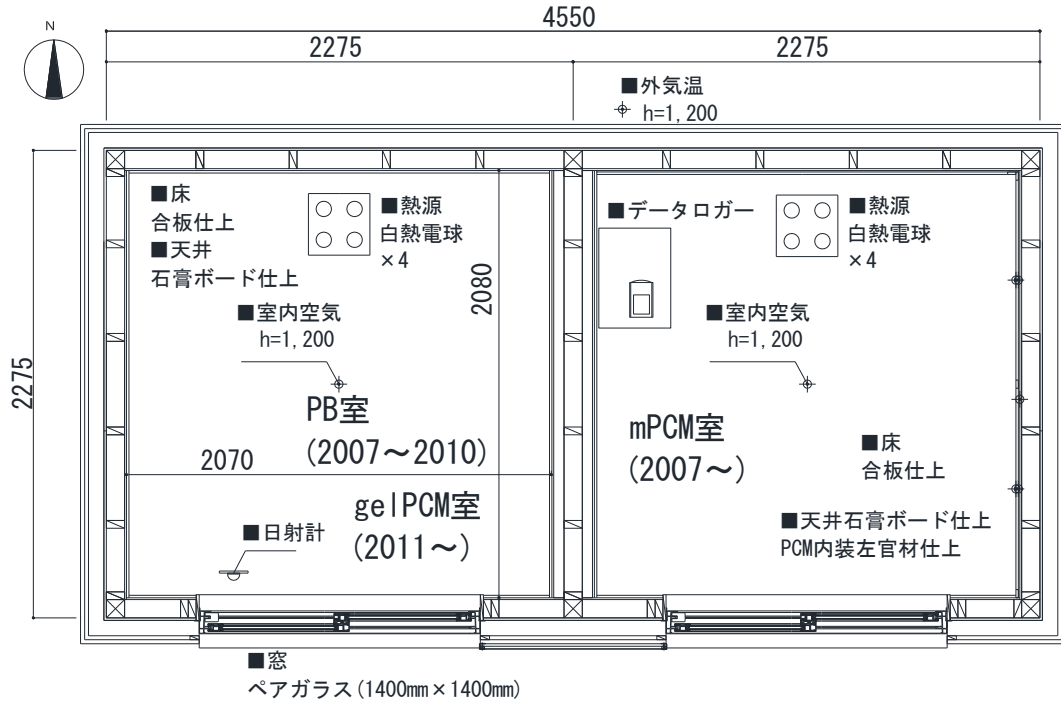 N
4550
2275
2275
■外気温
h=1,200
■床
合板仕上
■天井
石膏ボード仕上
■熱源
白熱電球
×4
2080
■室内空気
h=1,200
PB室
(2007～2010)
2070
gelPCM室
(2011～)
■日射計
2275
■データロガー
■熱源
白熱電球
×4
■室内空気
h=1,200
mPCM室
(2007～)
■床
合板仕上
■天井石膏ボード仕上
PCM内装左官材仕上
■窓
ペアガラス(1400mm×1400mm)